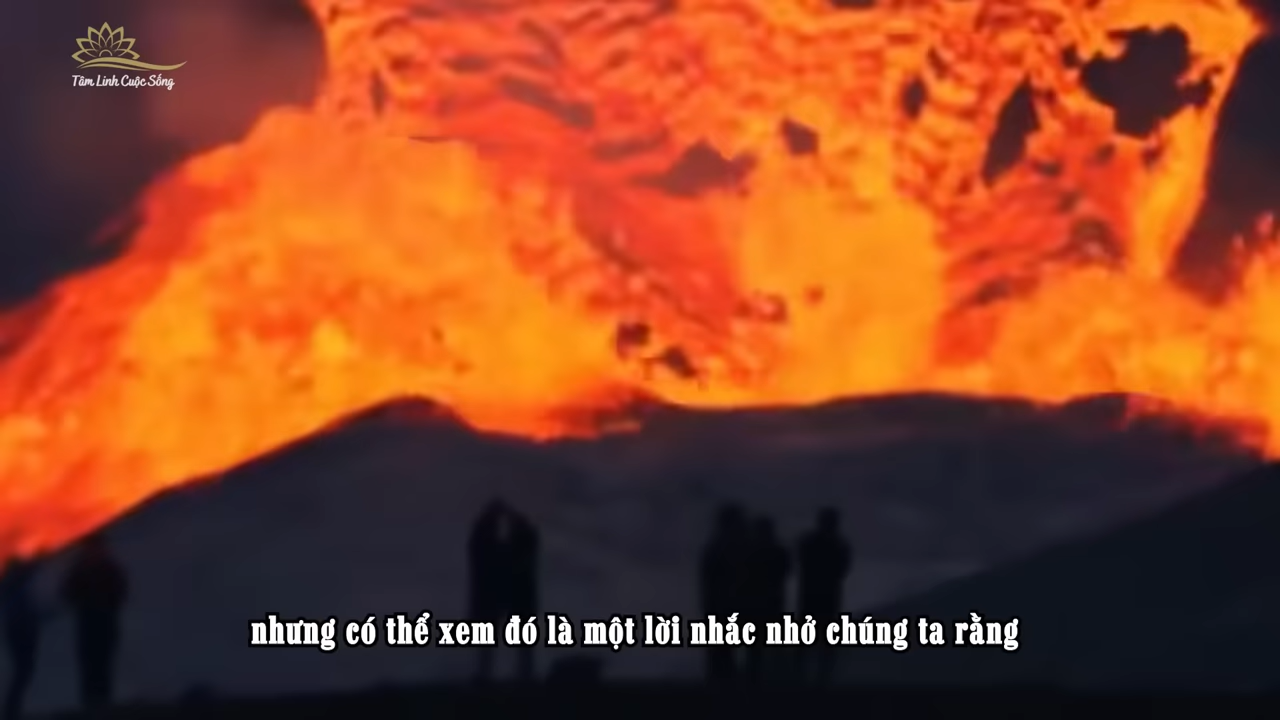 Tâm Linh Cuộc Sống
nhưng có thể xem đó là một lời nhắc nhở chúng ta rằng